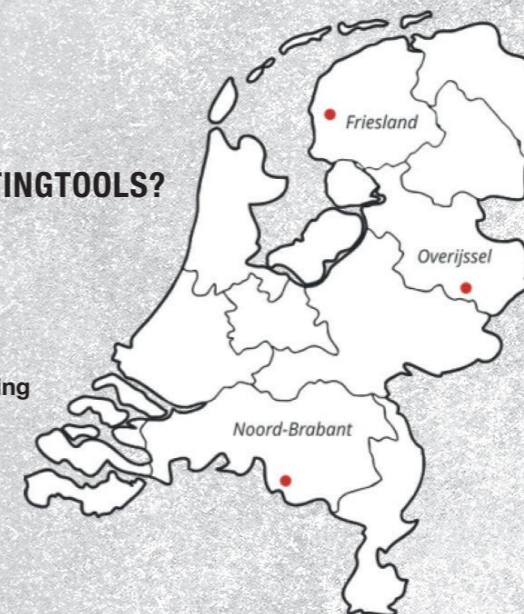 Friesland
TINGTOOLS?
Overijssel
ing
Noord-Brabant